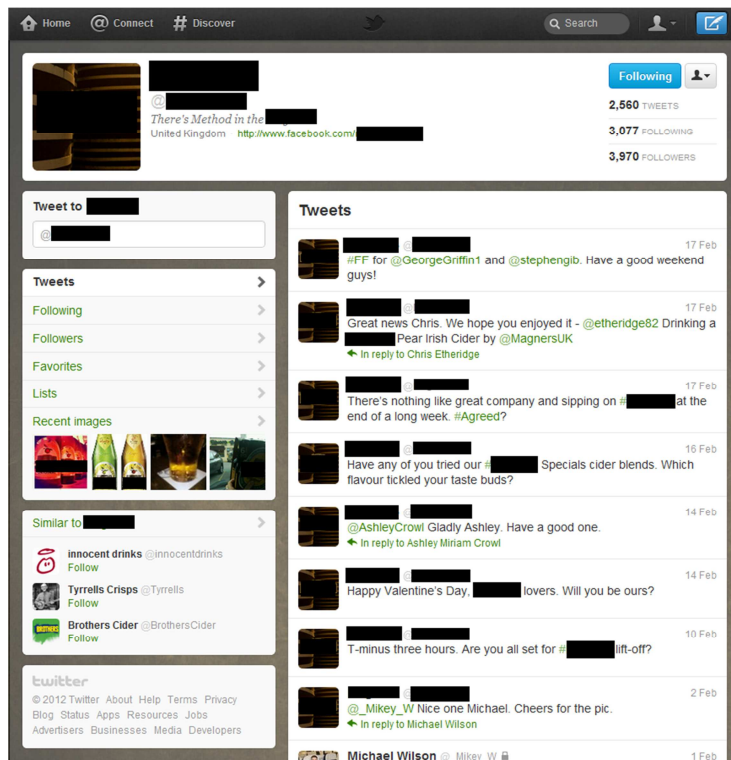 Home @ Connect # Discover Search
@
There's Method in the
United Kingdom http://www.facebook.com/
Following
2,560 TWEETS
3,077 FOLLOWING
3,970 FOLLOWERS
Tweet to
@
Tweets
Following
Followers
Favorites
Lists
Recent images
Similar to
innocent drinks @innocentdrinks
Follow
Tyrrells Crisps @Tyrrells
Follow
BROTHERS
Brothers Cider @BrothersCider
Follow
twitter
© 2012 Twitter About Help Terms Privacy
Blog Status Apps Resources Jobs
Advertisers Businesses Media Developers
Tweets
@ 17 Feb
#FF for @GeorgeGriffin1 and @stephengib. Have a good weekend
guys!
@ 17 Feb
Great news Chris. We hope you enjoyed it - @etheridge82 Drinking a
Pear Irish Cider by @MagnersUK
In reply to Chris Etheridge
@ 17 Feb
There's nothing like great company and sipping on # at the
end of a long week. #Agreed?
@ 16 Feb
Have any of you tried our # Specials cider blends. Which
flavour tickled your taste buds?
@ 14 Feb
@AshleyCrowl Gladly Ashley. Have a good one.
In reply to Ashley Miriam Crowl
@ 14 Feb
Happy Valentine's Day, lovers. Will you be ours?
@ 10 Feb
T-minus three hours. Are you all set for # lift-off?
@ 2 Feb
@_Mikey_W Nice one Michael. Cheers for the pic.
In reply to Michael Wilson
Michael Wilson @_Mikey_W 1 Feb